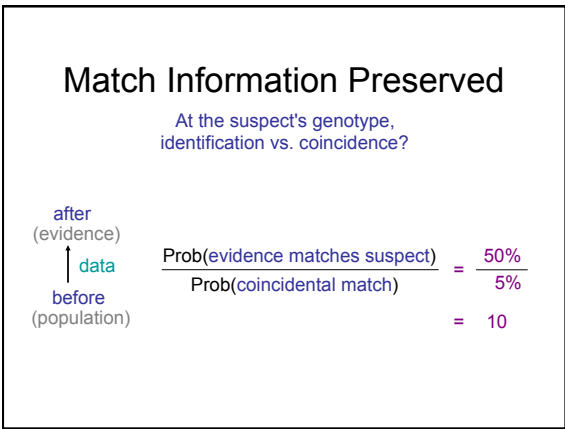 Match Information Preserved
At the suspect's genotype,
identification vs. coincidence?
after
(evidence)
data
before
(population)
Prob(evidence matches suspect)
Prob(coincidental match)
= 50%
5%
= 10